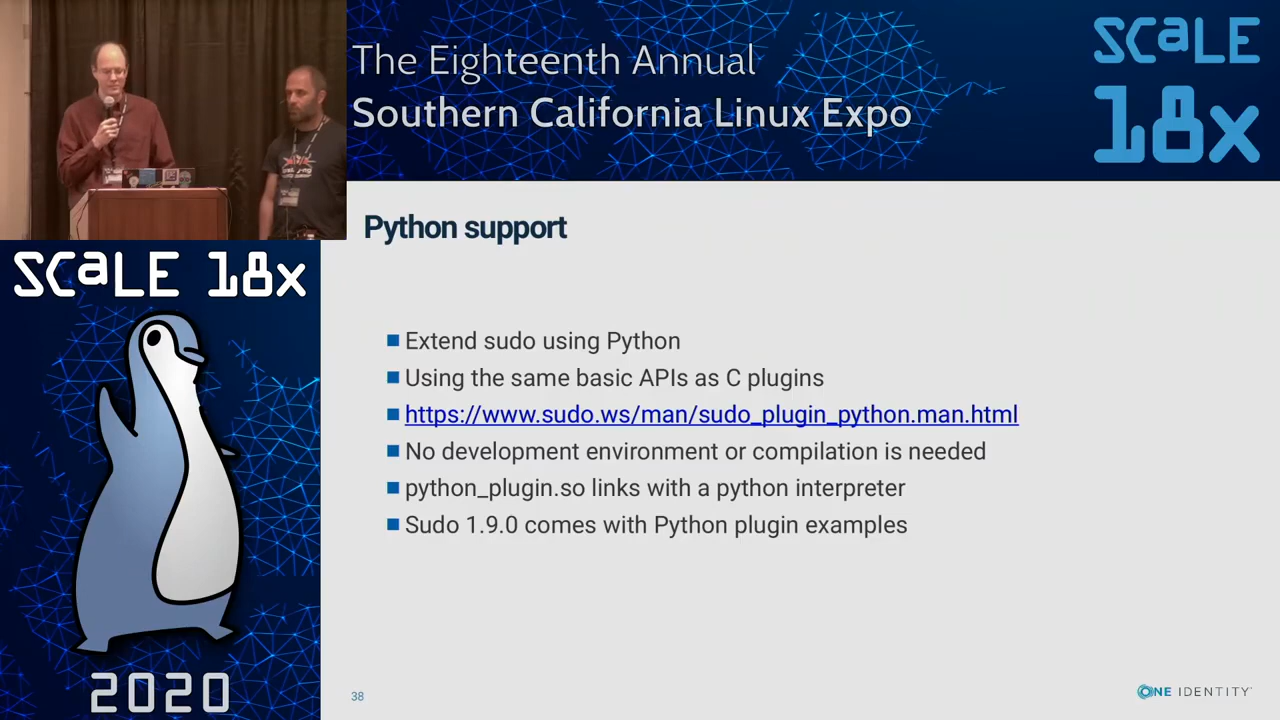 The Eighteenth Annual
Southern California Linux Expo
SCaLE
18x
SCaLE 18x
2020
Python support
Extend sudo using Python
Using the same basic APIs as C plugins
https://www.sudo.ws/man/sudo_plugin_python.man.html
No development environment or compilation is needed
python_plugin.so links with a python interpreter
Sudo 1.9.0 comes with Python plugin examples
38
ONE IDENTITY